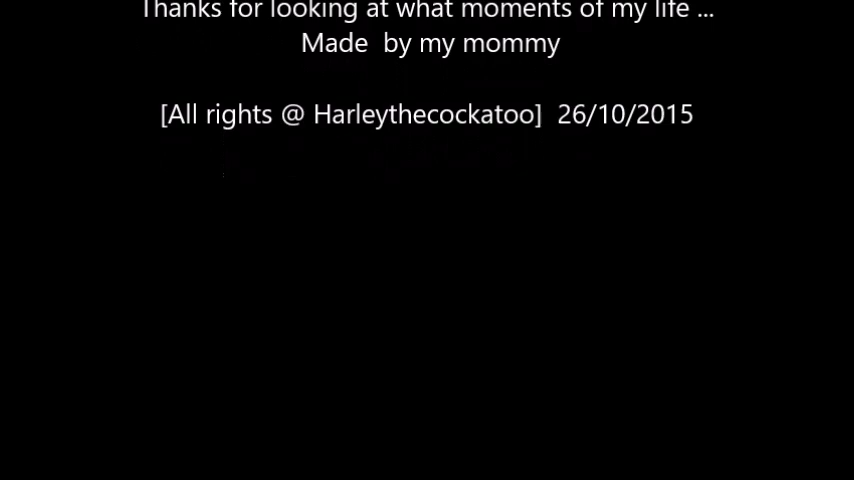 Thanks for looking at what moments of my life ...
Made by my mommy
[All rights @ Harleythecockatoo] 26/10/2015